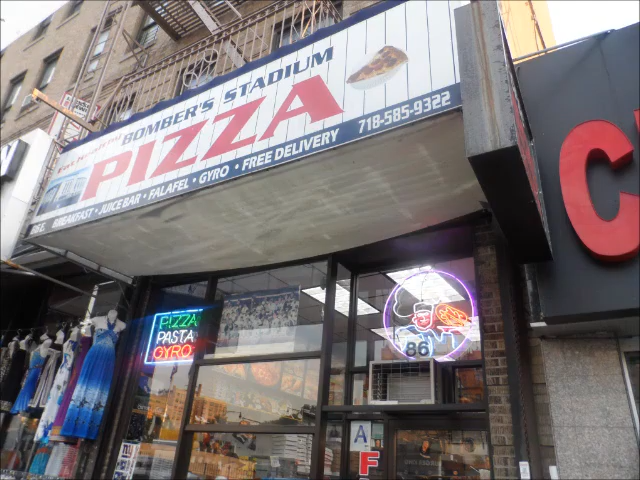 BOMBER'S STADIUM
PIZZA
BREAKFAST • JUICE BAR • FALAFEL • GYRO • FREE DELIVERY
718-585-9322
C
PIZZA
PASTA
GYRO
86
A
F